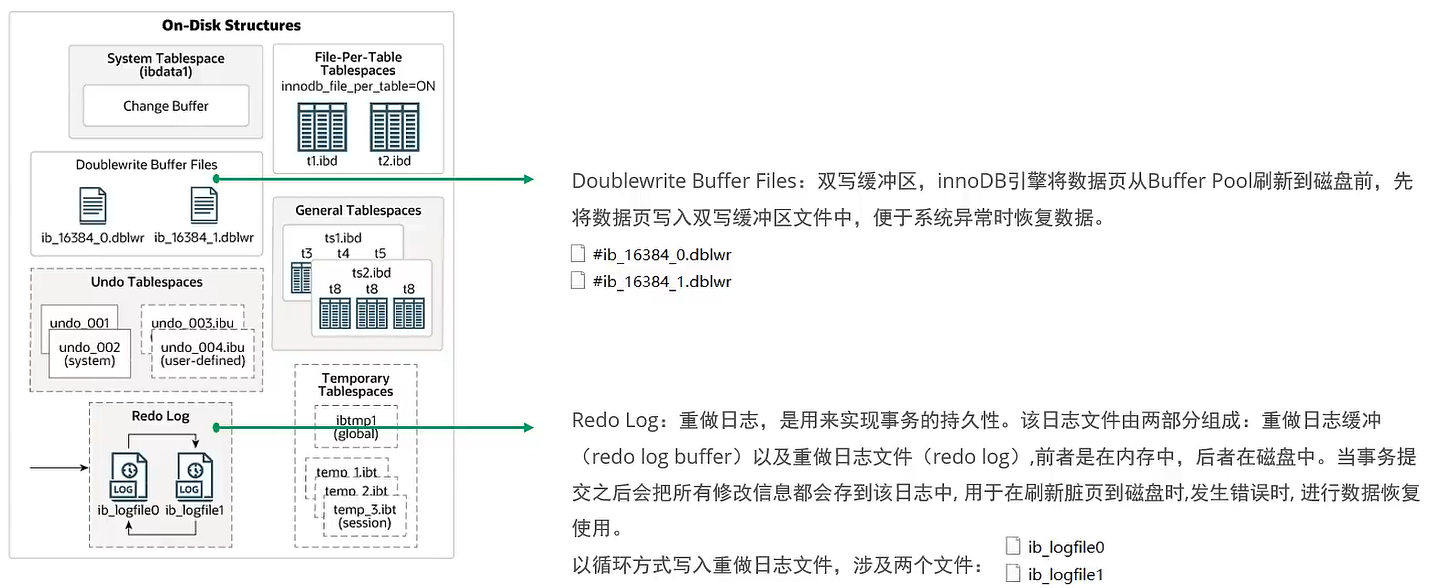 On-Disk Structures
System Tablespace
(ibdata1)
Change Buffer
File-Per-Table
Tablespaces
innodb_file_per_table=ON
t1.ibd
t2.ibd
Doublewrite Buffer Files
ib_16384_0.dblwr
ib_16384_1.dblwr
General Tablespaces
ts1.ibd
t3 t4 t5
ts2.ibd
t8 t8 t8
Undo Tablespaces
undo_001
undo_002
(system)
undo_003.ibu
undo_004.ibu
(user-defined)
Temporary
Tablespaces
ibtmp1
(global)
temp_1.ibt
temp_2.ibt
temp_3.ibt
(session)
Redo Log
LOG
LOG
ib_logfile0
ib_logfile1
Doublewrite Buffer Files：双写缓冲区，innoDB引擎将数据页从Buffer Pool刷新到磁盘前，先
将数据页写入双写缓冲区文件中，便于系统异常时恢复数据。
#ib_16384_0.dblwr
#ib_16384_1.dblwr
Redo Log：重做日志，是用来实现事务的持久性。该日志文件由两部分组成：重做日志缓冲
（redo log buffer）以及重做日志文件（redo log）,前者是在内存中，后者在磁盘中。当事务提
交之后会把所有修改信息都会存到该日志中, 用于在刷新脏页到磁盘时,发生错误时, 进行数据恢复
使用。
以循环方式写入重做日志文件，涉及两个文件：
ib_logfile0
ib_logfile1